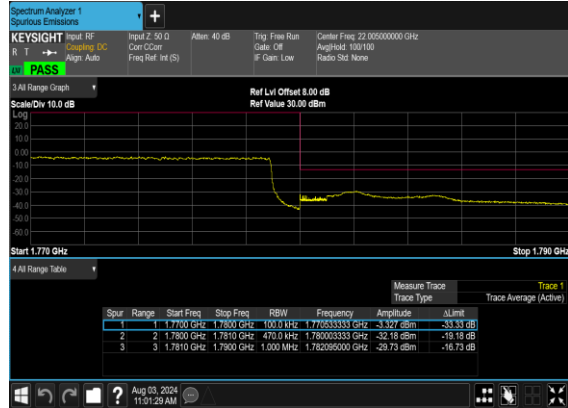 Spectrum Analyzer 1
Spurious Emissions
+
KEYSIGHT Input: RF Input Z: 50 Ω Atten: 40 dB Trig: Free Run Center Freq: 22.005000000 GHz
R T Coupling: DC Corr CCorr Gate: Off Avg|Hold: 100/100
Align: Auto Freq Ref: Int (S) IF Gain: Low Radio Std: None
PASS
3 All Range Graph
Ref Lvl Offset 8.00 dB
Scale/Div 10.0 dB Ref Value 30.00 dBm
Log
20.0
10.0
0.00
-10.0
-20.0
-30.0
-40.0
-50.0
-60.0
Start 1.770 GHz Stop 1.790 GHz
4 All Range Table
Measure Trace Trace 1
Trace Type Trace Average (Active)
Spur Range Start Freq Stop Freq RBW Frequency Amplitude ΔLimit
1 1 1.7700 GHz 1.7800 GHz 100.0 kHz 1.770533333 GHz -3.327 dBm -33.33 dB
2 2 1.7800 GHz 1.7810 GHz 470.0 kHz 1.780003333 GHz -32.18 dBm -19.18 dB
3 3 1.7810 GHz 1.7900 GHz 1.000 MHz 1.782095000 GHz -29.73 dBm -16.73 dB
? Aug 03, 2024
11:01:29 AM